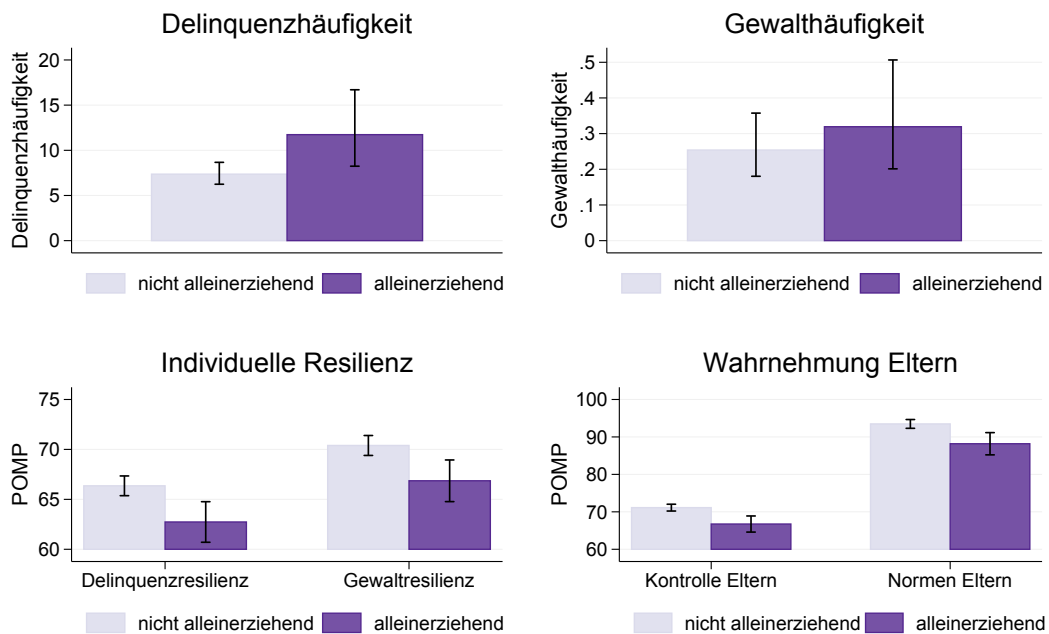 Delinquenzhäufigkeit
Delinquenzhäufigkeit
20
15
10
5
0
nicht alleinerziehend alleinerziehend
Gewalthäufigkeit
Gewalthäufigkeit
.5
.4
.3
.2
.1
0
nicht alleinerziehend alleinerziehend
Individuelle Resilienz
POMP
75
70
65
60
Delinquenzresilienz Gewaltresilienz
nicht alleinerziehend alleinerziehend
Wahrnehmung Eltern
POMP
100
90
80
70
60
Kontrolle Eltern Normen Eltern
nicht alleinerziehend alleinerziehend